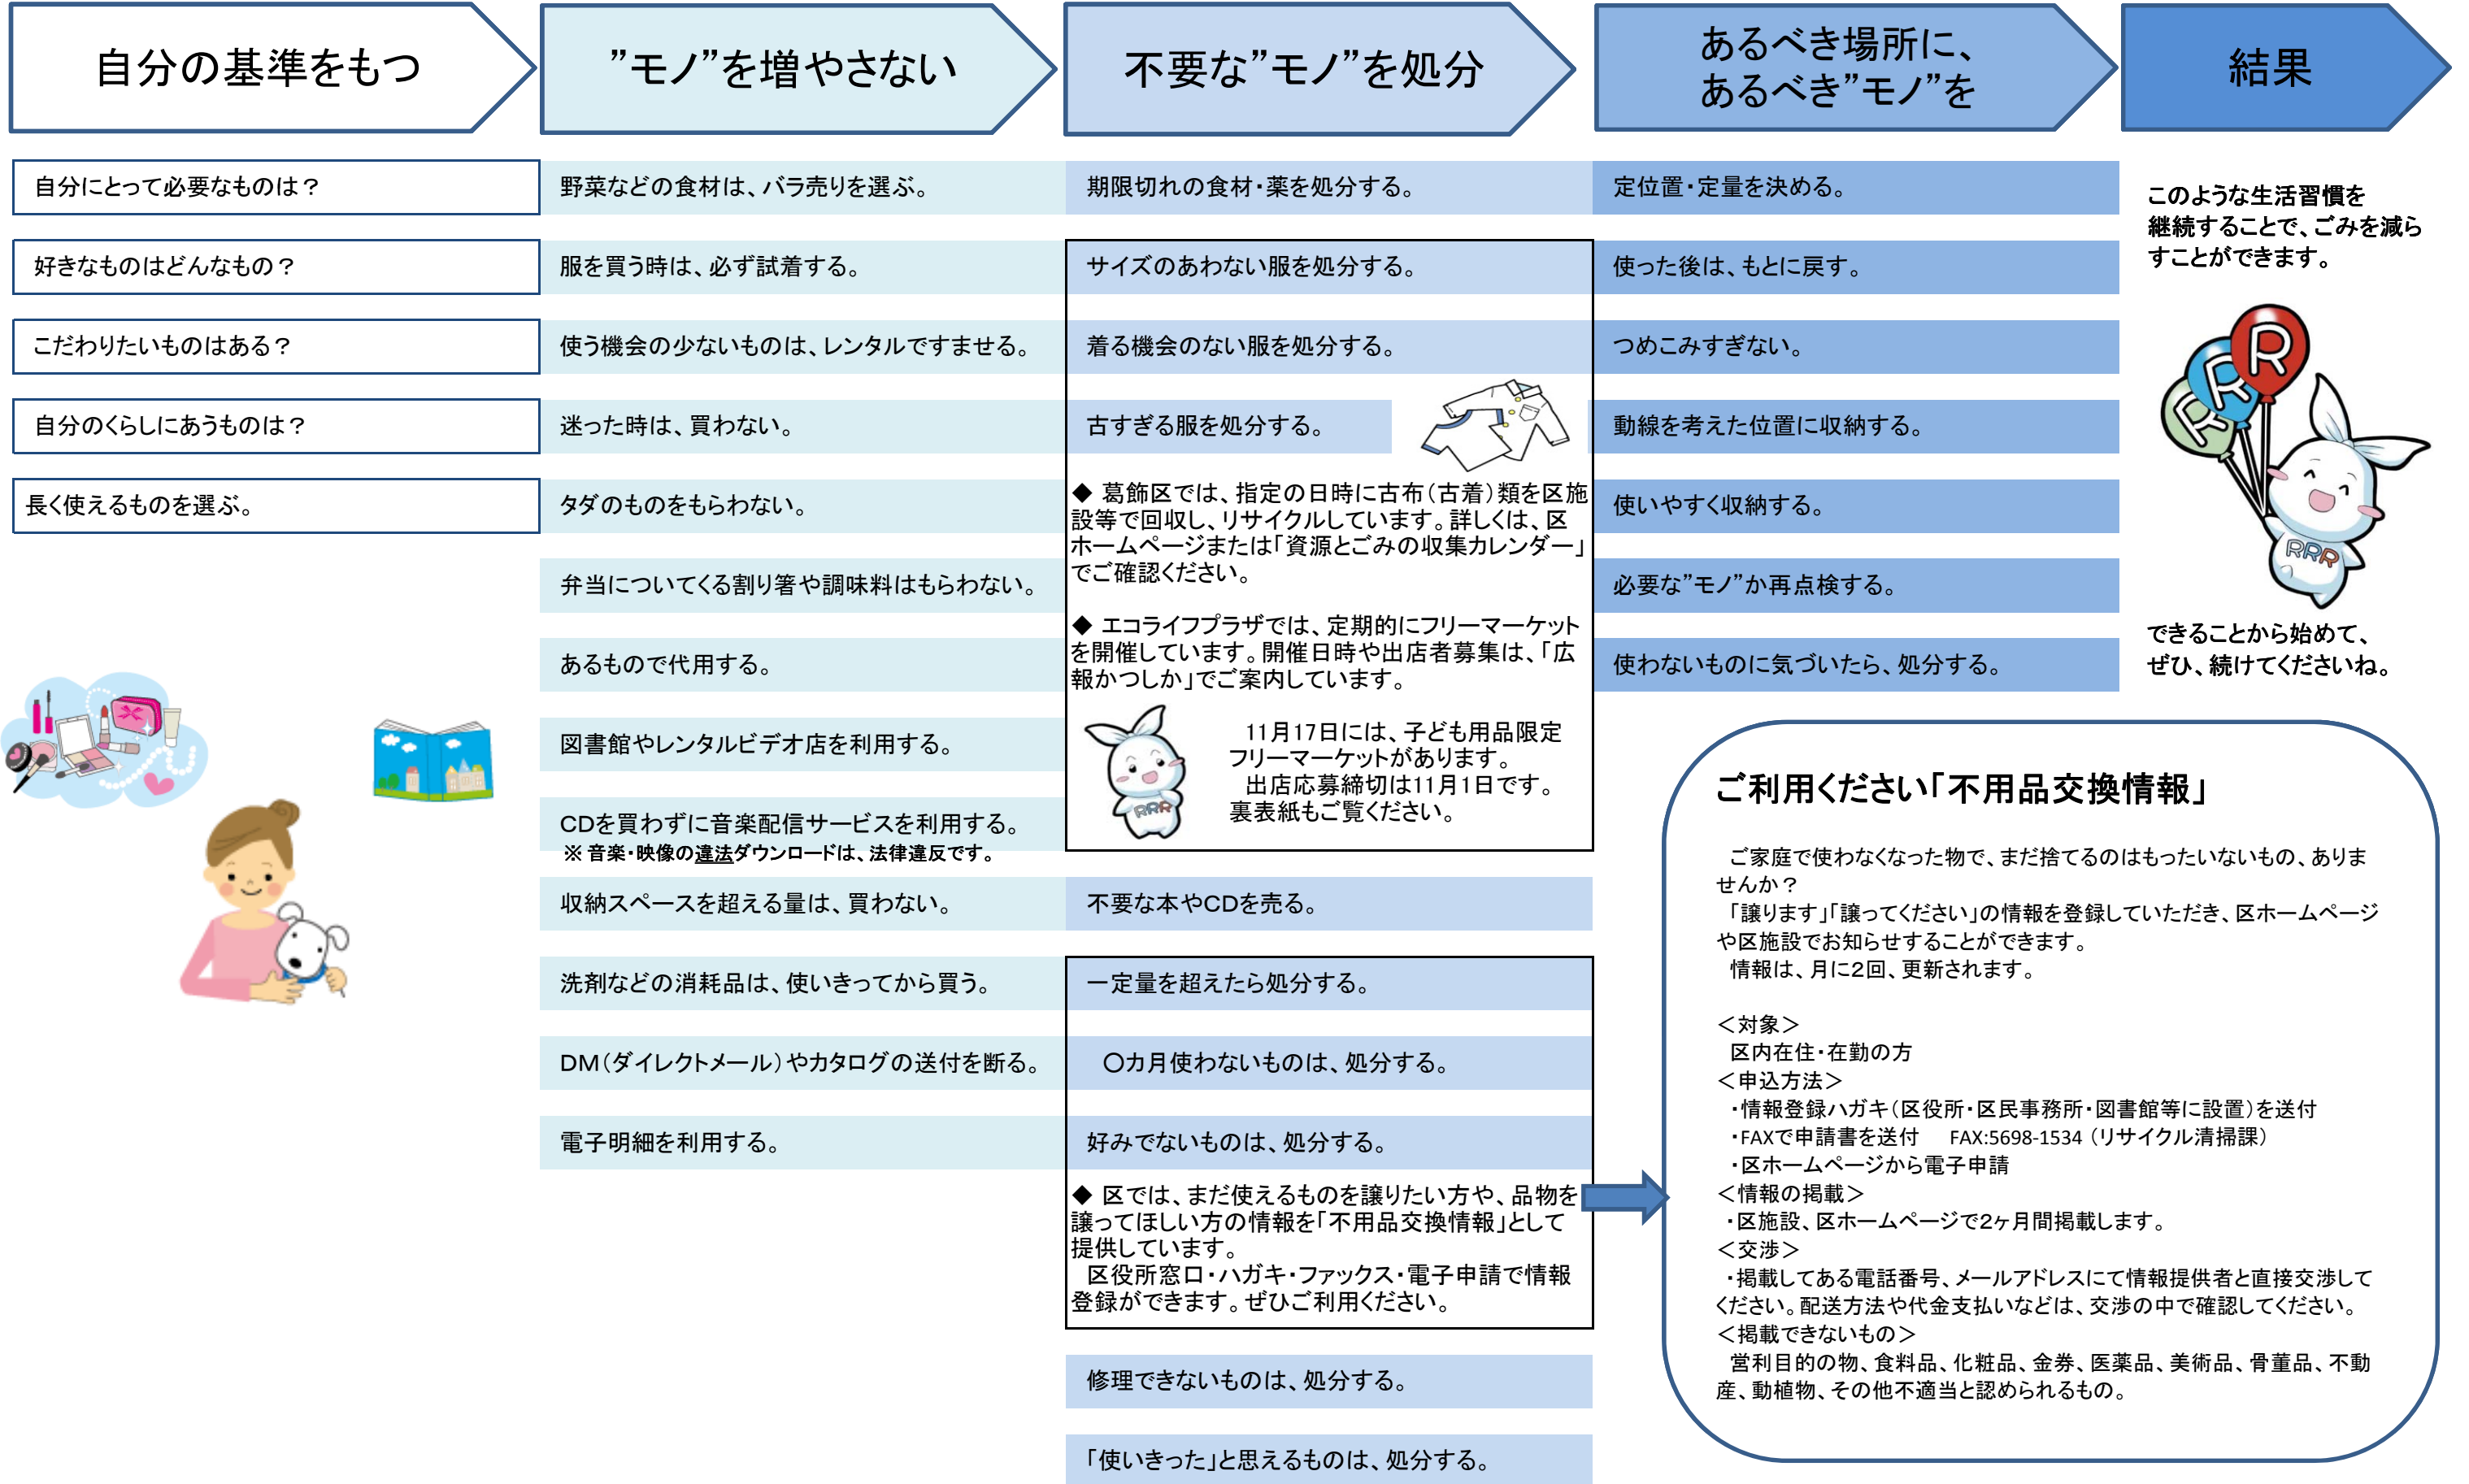 自分の基準をもつ
”モノ”を増やさない
不要な”モノ”を処分
あるべき場所に、
あるべき”モノ”を
結果
自分にとって必要なものは？
好きなものはどんなもの？
こだわりたいものはある？
自分のくらしにあうものは？
長く使えるものを選ぶ。
野菜などの食材は、バラ売りを選ぶ。
服を買う時は、必ず試着する。
使う機会の少ないものは、レンタルですませる。
迷った時は、買わない。
タダのものをもらわない。
弁当についてくる割り箸や調味料はもらわない。
あるもので代用する。
図書館やレンタルビデオ店を利用する。
CDを買わずに音楽配信サービスを利用する。
※音楽・映像の違法ダウンロードは、法律違反です。
収納スペースを超える量は、買わない。
洗剤などの消耗品は、使いきってから買う。
DM（ダイレクトメール）やカタログの送付を断る。
電子明細を利用する。
期限切れの食材・薬を処分する。
サイズのあわない服を処分する。
着る機会のない服を処分する。
古すぎる服を処分する。
◆ 葛飾区では、指定の日時に古布（古着）類を区施
設等で回収し、リサイクルしています。詳しくは、区
ホームページまたは「資源とごみの収集カレンダー」
でご確認ください。
◆ エコライフプラザでは、定期的にフリーマーケット
を開催しています。開催日時や出店者募集は、「広
報かつしか」でご案内しています。
11月17日には、子ども用品限定
フリーマーケットがあります。
出店応募締切は11月1日です。
裏表紙もご覧ください。
RRR
不要な本やCDを売る。
一定量を超えたら処分する。
〇カ月使わないものは、処分する。
好みでないものは、処分する。
◆ 区では、まだ使えるものを譲りたい方や、品物を
譲ってほしい方の情報を「不用品交換情報」として
提供しています。
区役所窓口・ハガキ・ファックス・電子申請で情報
登録ができます。ぜひご利用ください。
修理できないものは、処分する。
「使いきった」と思えるものは、処分する。
定位置・定量を決める。
使った後は、もとに戻す。
つめこみすぎない。
動線を考えた位置に収納する。
使いやすく収納する。
必要な”モノ”か再点検する。
使わないものに気づいたら、処分する。
このような生活習慣を
継続することで、ごみを減ら
すことができます。
R
R
R
RRR
できることから始めて、
ぜひ、続けてくださいね。
ご利用ください「不用品交換情報」
ご家庭で使わなくなった物で、まだ捨てるのはもったいないもの、ありま
せんか？
「譲ります」「譲ってください」の情報を登録していただき、区ホームページ
や区施設でお知らせすることができます。
情報は、月に2回、更新されます。
＜対象＞
区内在住・在勤の方
＜申込方法＞
・情報登録ハガキ（区役所・区民事務所・図書館等に設置）を送付
・FAXで申請書を送付　FAX:5698-1534（リサイクル清掃課）
・区ホームページから電子申請
＜情報の掲載＞
・区施設、区ホームページで2ヶ月間掲載します。
＜交渉＞
・掲載してある電話番号、メールアドレスにて情報提供者と直接交渉して
ください。配送方法や代金支払いなどは、交渉の中で確認してください。
＜掲載できないもの＞
営利目的の物、食料品、化粧品、金券、医薬品、美術品、骨董品、不動
産、動植物、その他不適当と認められるもの。